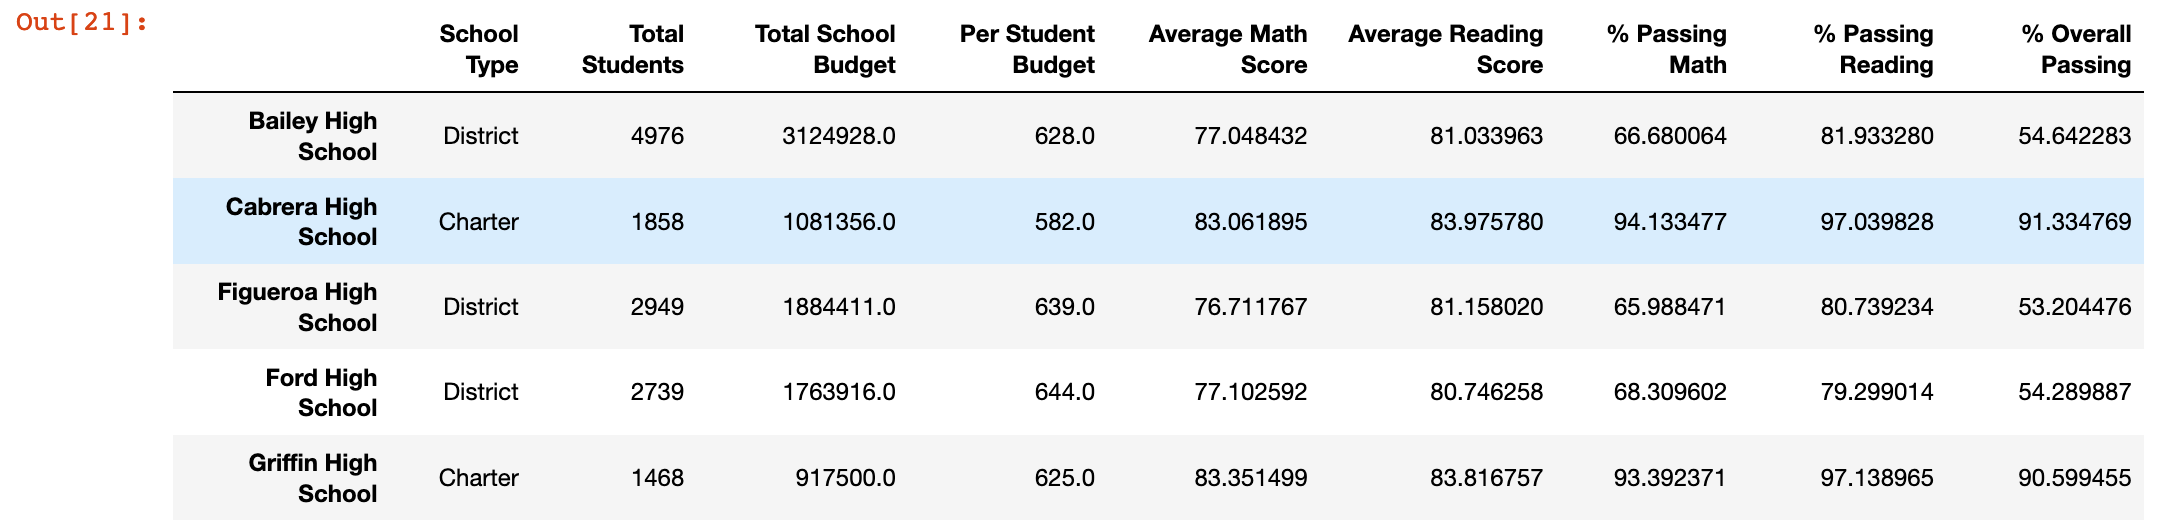 Out[21]:
School Type Total Students Total School Budget Per Student Budget Average Math Score Average Reading Score % Passing Math % Passing Reading % Overall Passing
Bailey High School District 4976 3124928.0 628.0 77.048432 81.033963 66.680064 81.933280 54.642283
Cabrera High School Charter 1858 1081356.0 582.0 83.061895 83.975780 94.133477 97.039828 91.334769
Figueroa High School District 2949 1884411.0 639.0 76.711767 81.158020 65.988471 80.739234 53.204476
Ford High School District 2739 1763916.0 644.0 77.102592 80.746258 68.309602 79.299014 54.289887
Griffin High School Charter 1468 917500.0 625.0 83.351499 83.816757 93.392371 97.138965 90.599455